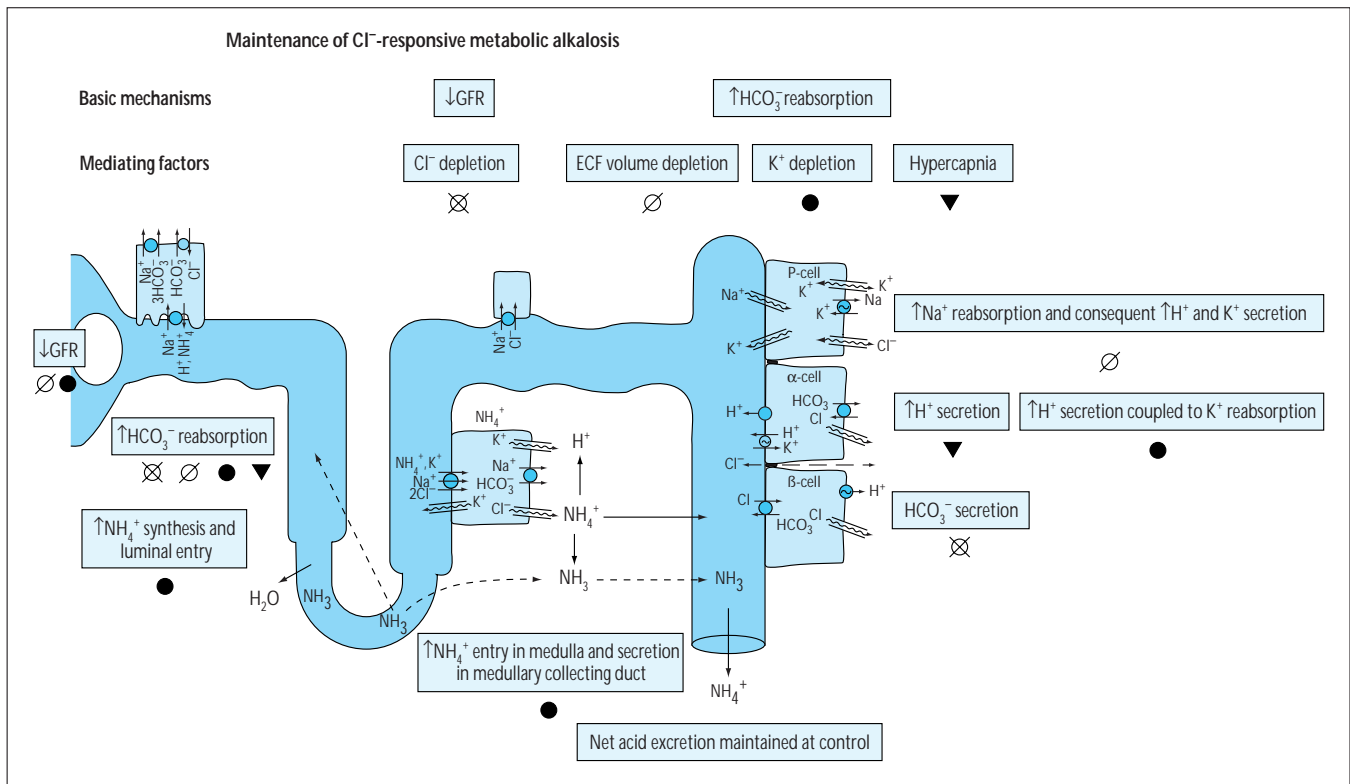 Maintenance of Cl⁻-responsive metabolic alkalosis
Basic mechanisms
↓GFR
↑HCO₃⁻ reabsorption
Mediating factors
Cl⁻ depletion
ECF volume depletion
K⁺ depletion
Hypercapnia
Na⁺
3HCO₃⁻
HCO₃⁻
Cl⁻
Na⁺
H⁺, NH₄⁺
↓GFR
↑HCO₃⁻ reabsorption
↑NH₄⁺ synthesis and
luminal entry
H₂O
NH₃
NH₃
Na⁺
Cl⁻
NH₄⁺
K⁺
NH₄⁺, K⁺
Na⁺
2Cl⁻
Na⁺
HCO₃⁻
K⁺
Cl⁻
H⁺
NH₄⁺
NH₃
↑NH₄⁺ entry in medulla and secretion
in medullary collecting duct
P-cell
Na⁺
K⁺
K⁺
Na
K⁺
K⁺
Cl⁻
α-cell
HCO₃
Cl
H⁺
H⁺
K⁺
Cl⁻
ß-cell
Cl
HCO₃
Cl
H⁺
NH₃
NH₄⁺
↑Na⁺ reabsorption and consequent ↑H⁺ and K⁺ secretion
↑H⁺ secretion
↑H⁺ secretion coupled to K⁺ reabsorption
HCO₃⁻ secretion
Net acid excretion maintained at control